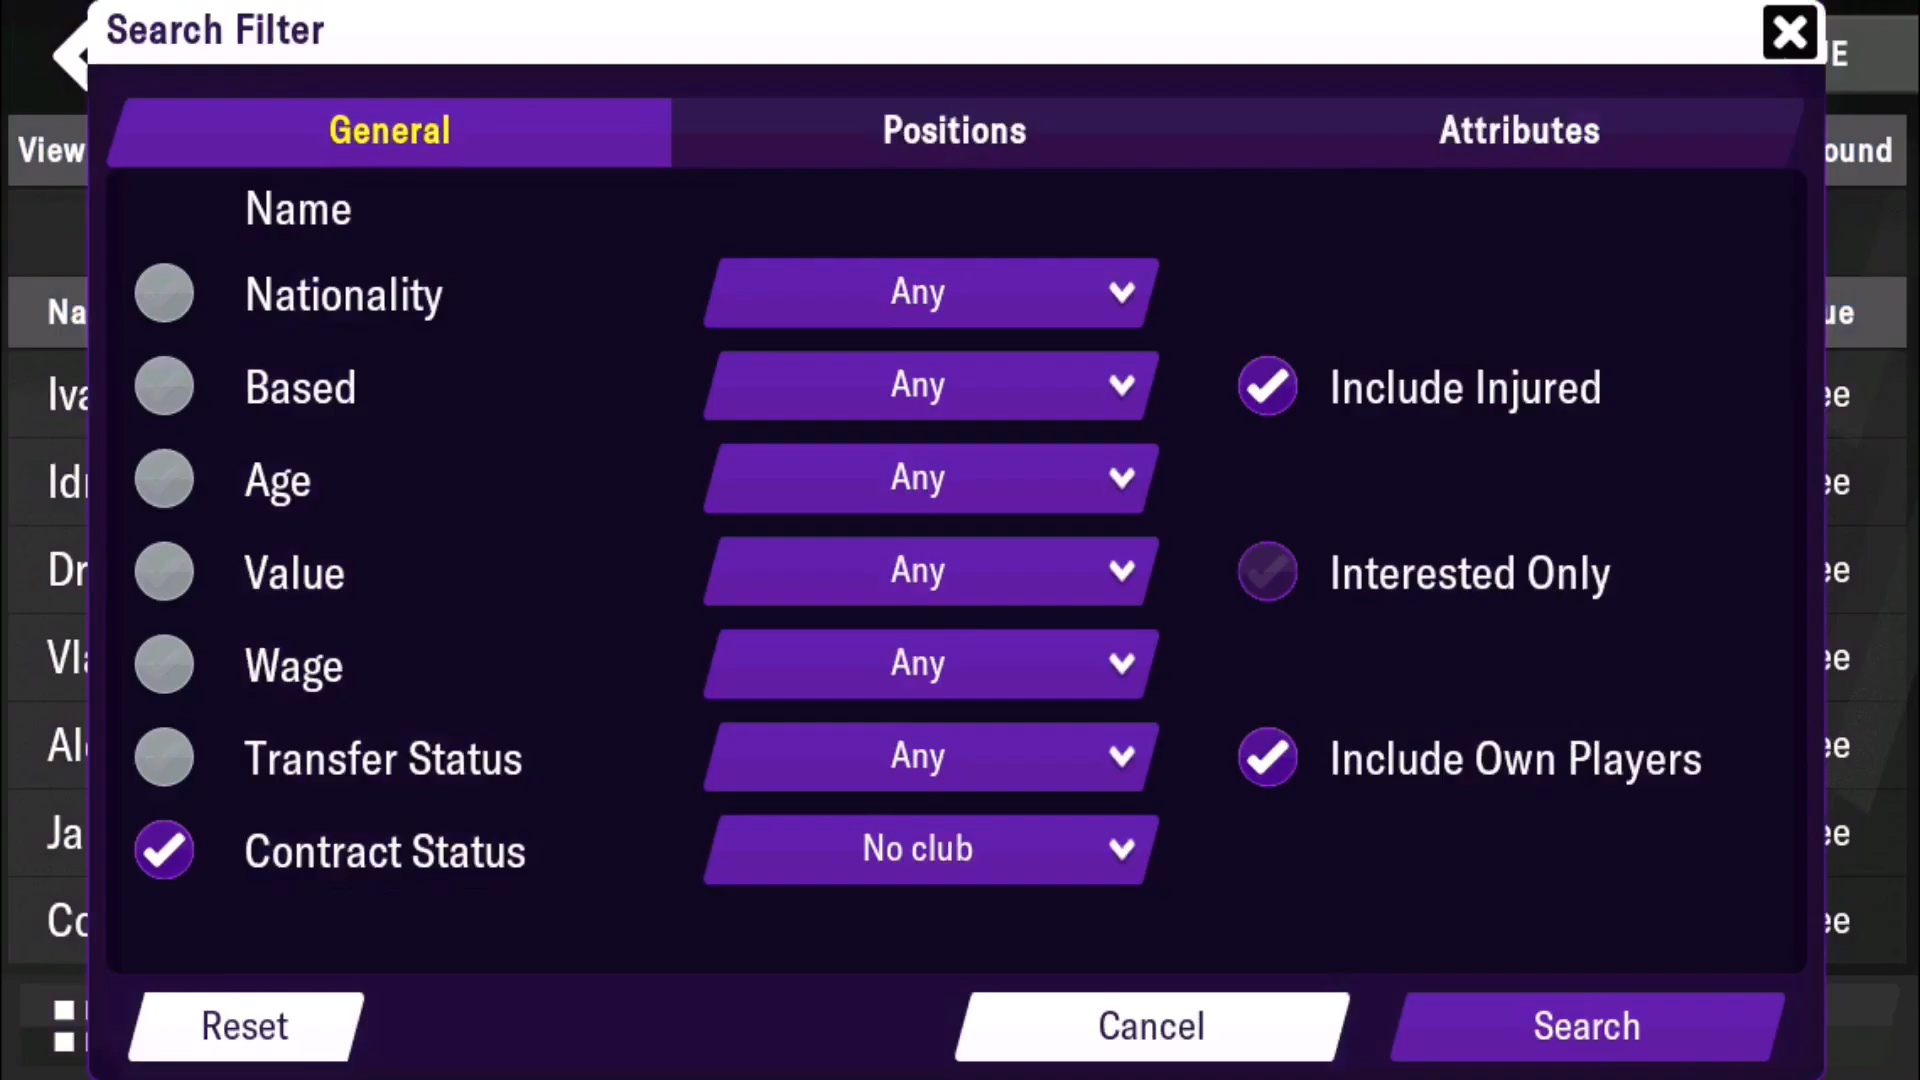 Search Filter
General
Positions
Attributes
View
Name
Nationality
Any
Based
Any
Include Injured
Age
Any
Value
Any
Interested Only
Wage
Any
Transfer Status
Any
Include Own Players
Contract Status
No club
Reset
Cancel
Search